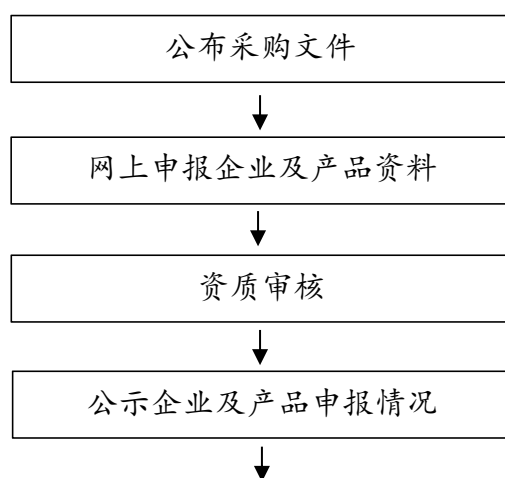 公布采购文件
网上申报企业及产品资料
资质审核
公示企业及产品申报情况